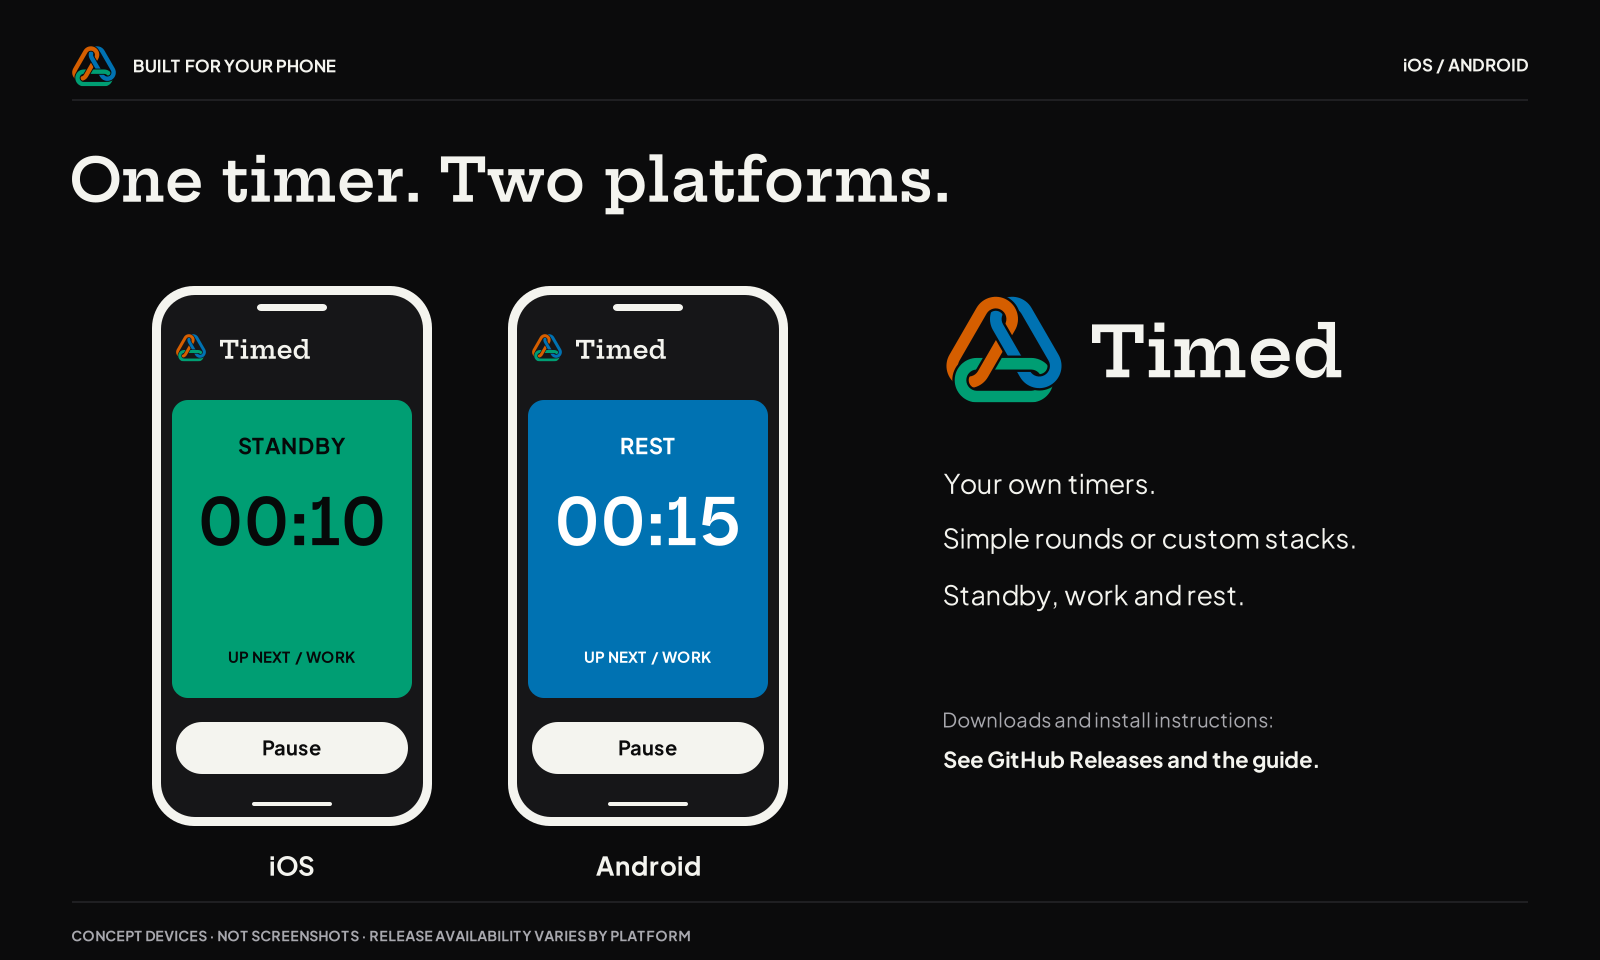 BUILT FOR YOUR PHONE
iOS / ANDROID
One timer. Two platforms.
Timed
STANDBY
00:10
UP NEXT / WORK
Pause
iOS
Timed
REST
00:15
UP NEXT / WORK
Pause
Android
Timed
Your own timers.
Simple rounds or custom stacks.
Standby, work and rest.
Downloads and install instructions:
See GitHub Releases and the guide.
CONCEPT DEVICES · NOT SCREENSHOTS · RELEASE AVAILABILITY VARIES BY PLATFORM